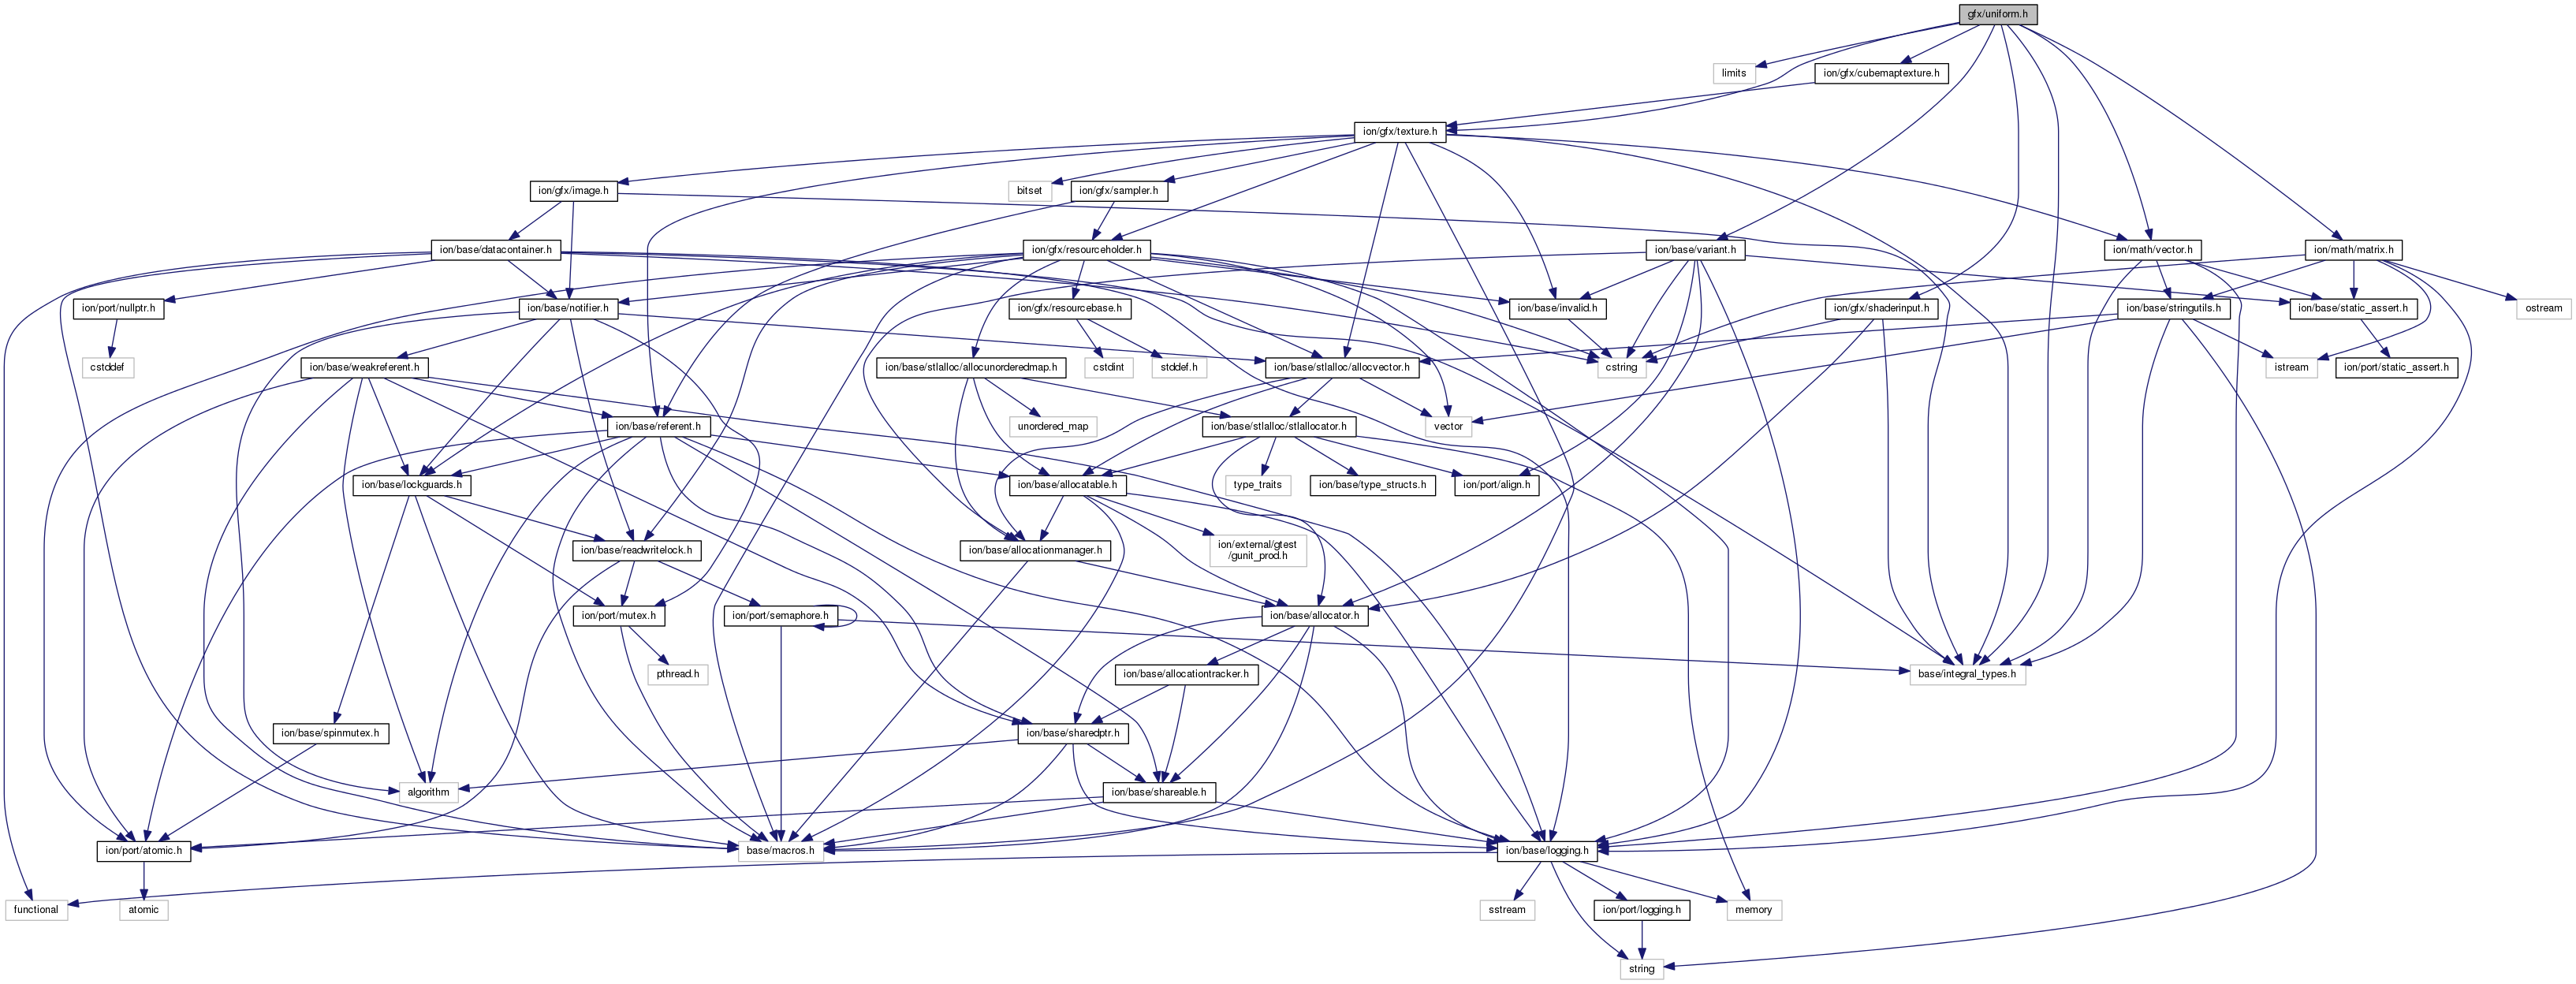 gfx/uniform.h
limits
ion/gfx/cubemaptexture.h
ion/gfx/texture.h
ion/gfx/image.h
bitset
ion/gfx/sampler.h
ion/base/datacontainer.h
ion/gfx/resourceholder.h
ion/base/variant.h
ion/math/vector.h
ion/math/matrix.h
ion/port/nullptr.h
ion/base/notifier.h
ion/gfx/resourcebase.h
ion/base/invalid.h
ion/gfx/shaderinput.h
ion/base/stringutils.h
ion/base/static_assert.h
ostream
cstddef
ion/base/weakreferent.h
ion/base/stlalloc/allocunorderedmap.h
cstdint
stddef.h
ion/base/stlalloc/allocvector.h
cstring
istream
ion/port/static_assert.h
ion/base/referent.h
unordered_map
ion/base/stlalloc/stlallocator.h
vector
ion/base/lockguards.h
ion/base/allocatable.h
type_traits
ion/base/type_structs.h
ion/port/align.h
ion/base/readwritelock.h
ion/base/allocationmanager.h
ion/external/gtest
/gunit_prod.h
ion/port/mutex.h
ion/port/semaphore.h
ion/base/allocator.h
pthread.h
ion/base/allocationtracker.h
base/integral_types.h
ion/base/spinmutex.h
ion/base/sharedptr.h
algorithm
ion/base/shareable.h
ion/port/atomic.h
base/macros.h
ion/base/logging.h
functional
atomic
sstream
ion/port/logging.h
memory
string